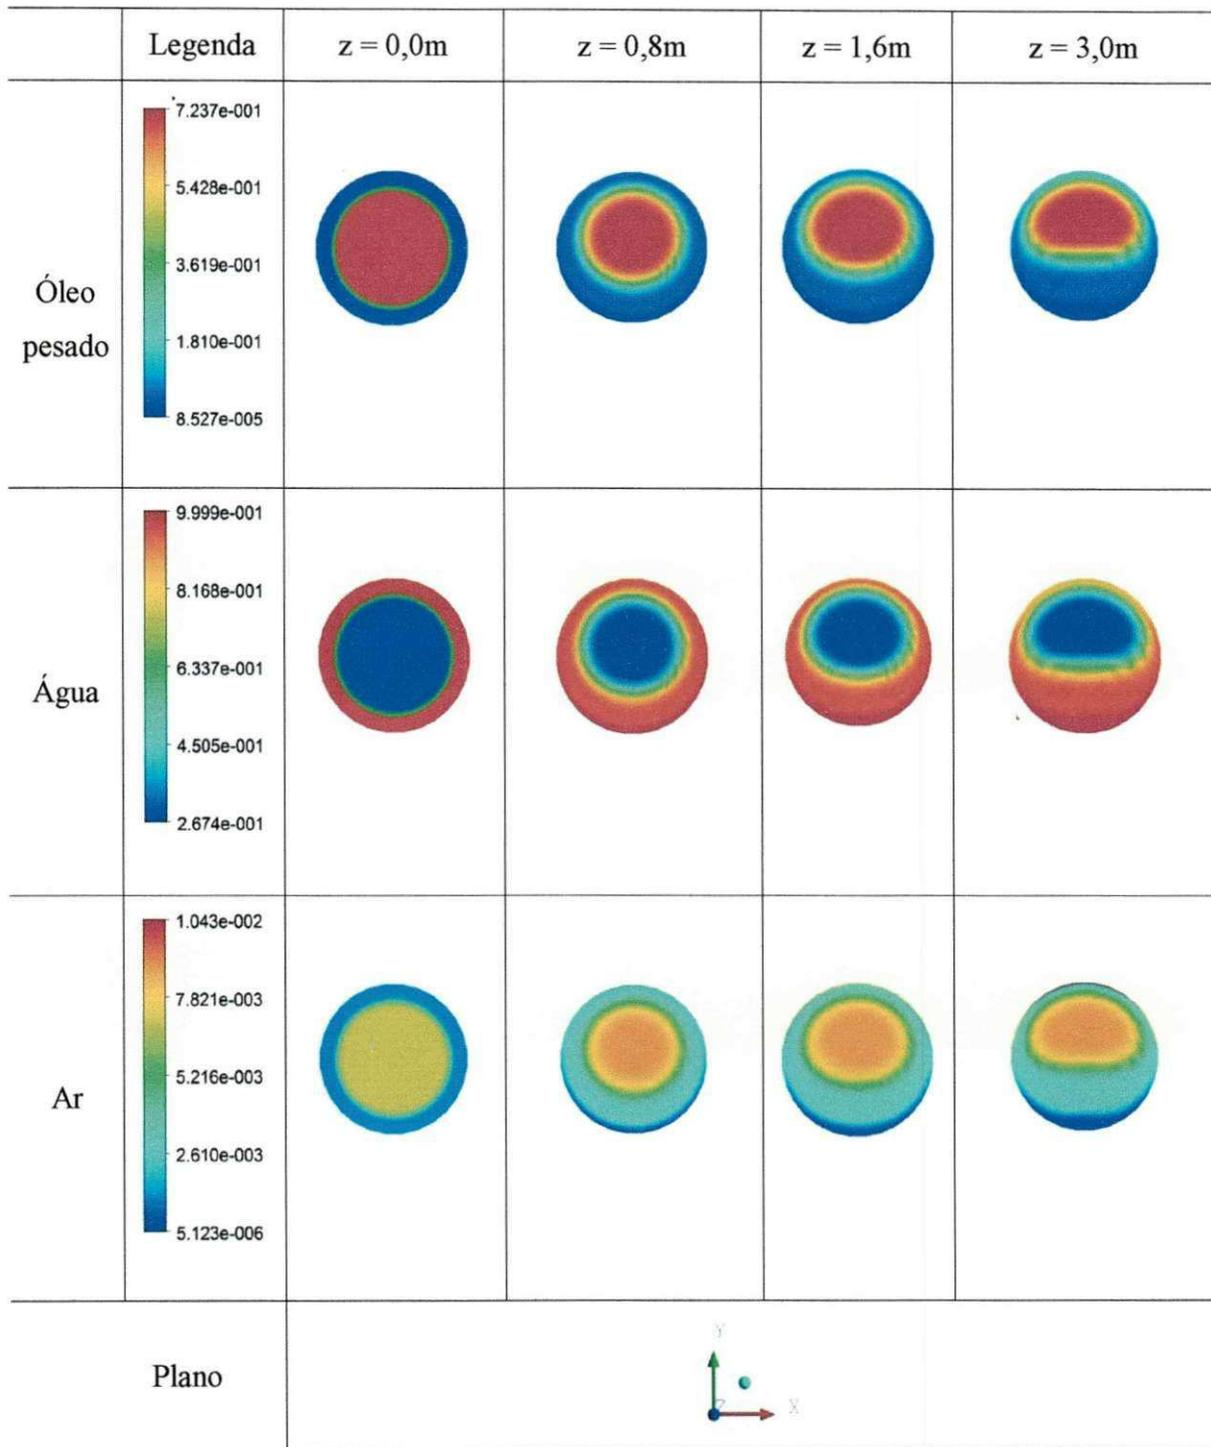 Legenda
z = 0,0m
z = 0,8m
z = 1,6m
z = 3,0m
Óleo
pesado
7.237e-001
5.428e-001
3.619e-001
1.810e-001
8.527e-005
Água
9.999e-001
8.168e-001
6.337e-001
4.505e-001
2.674e-001
Ar
1.043e-002
7.821e-003
5.216e-003
2.610e-003
5.123e-006
Plano
Y
Z
X